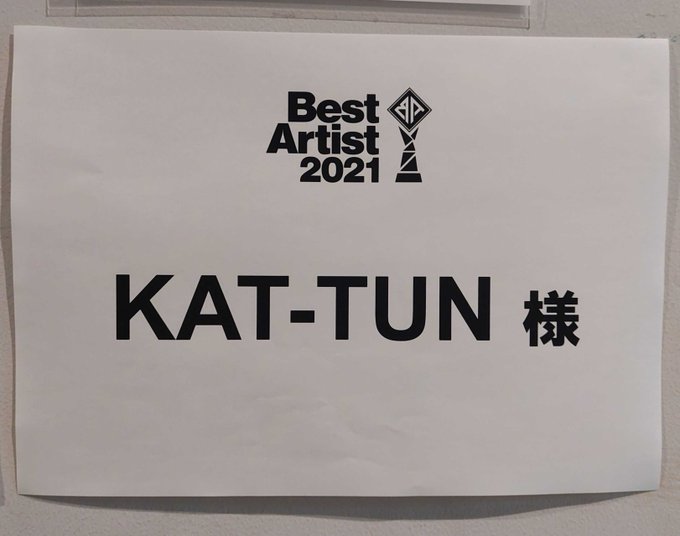 Best
Artist
2021
KAT-TUN 様